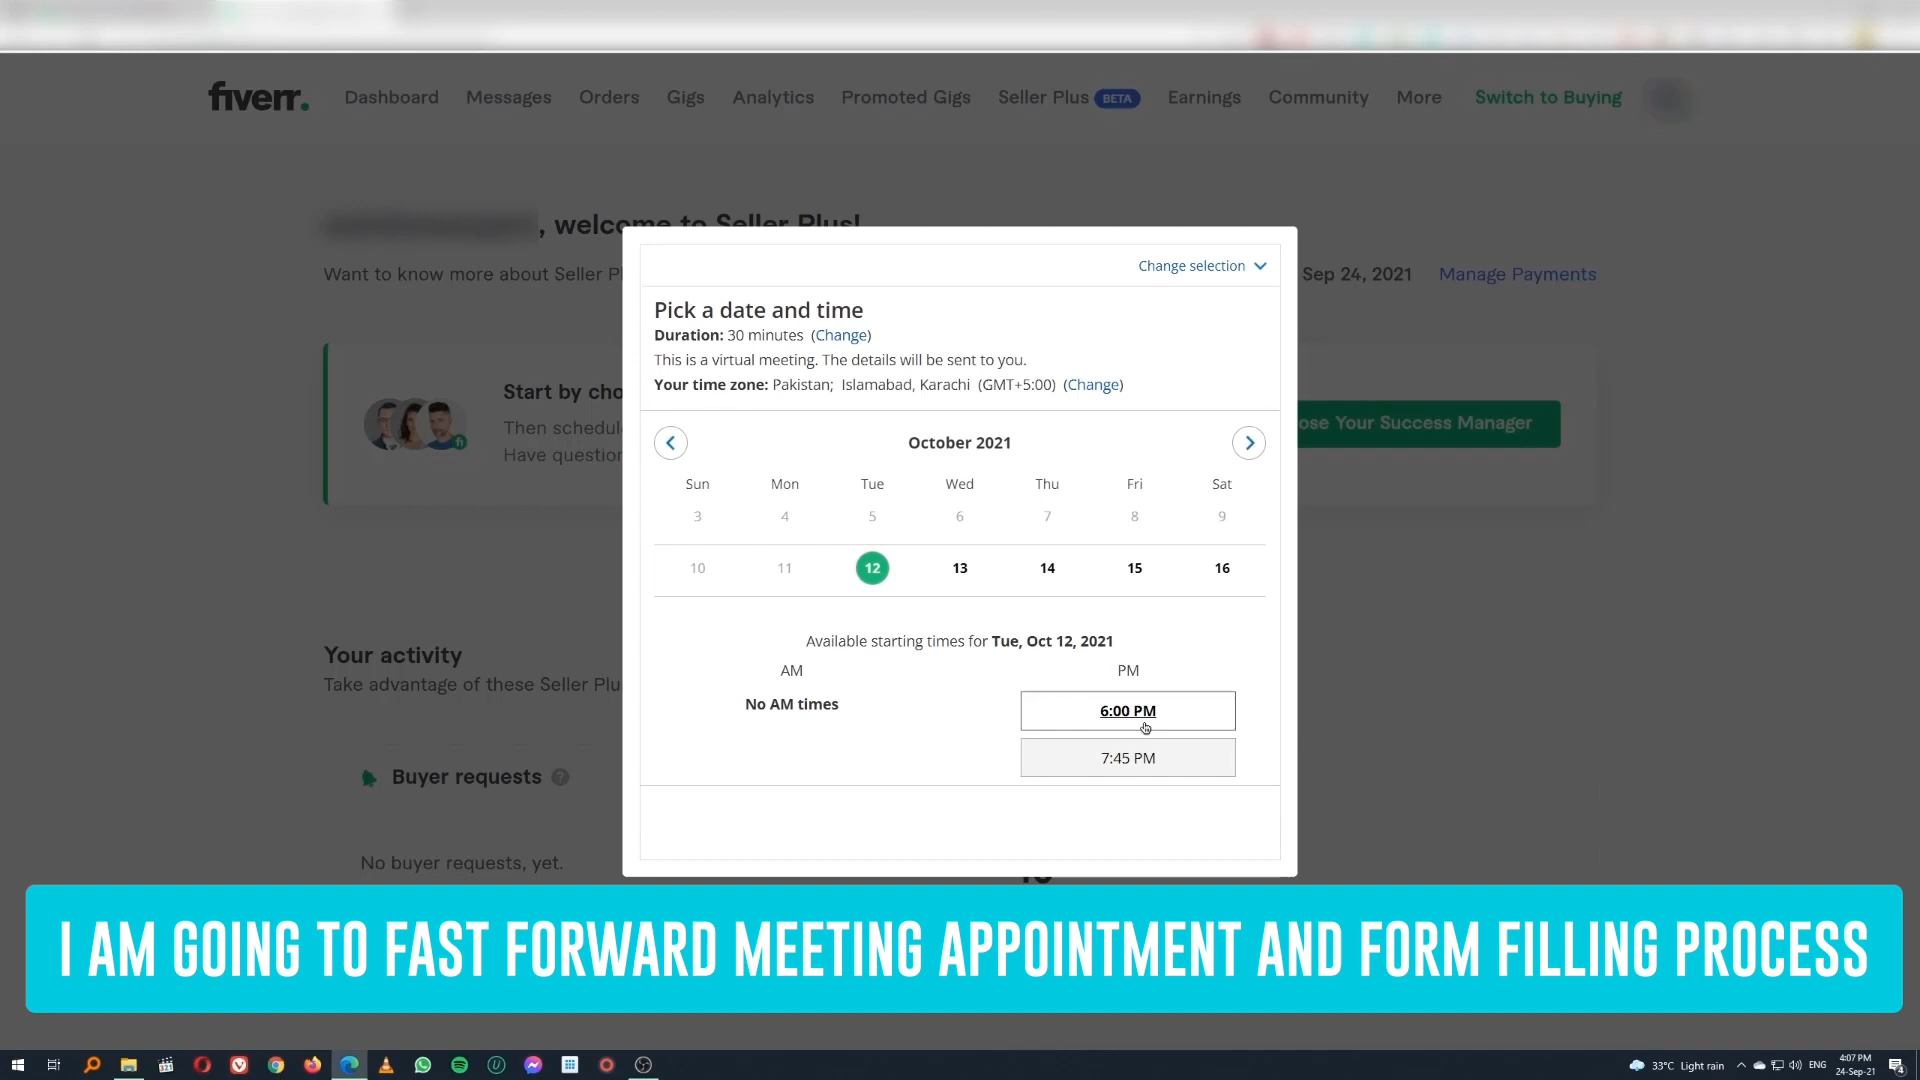 fiverr.
Dashboard Messages Orders Gigs Analytics Promoted Gigs Seller Plus BETA Earnings Community More Switch to Buying
, welcome to Seller Plus!
Want to know more about Seller P Sep 24, 2021 Manage Payments
Change selection
Pick a date and time
Duration: 30 minutes (Change)
This is a virtual meeting. The details will be sent to you.
Your time zone: Pakistan; Islamabad, Karachi (GMT+5:00) (Change)
Start by cho
Then schedul
Have question
ose Your Success Manager
October 2021
Sun Mon Tue Wed Thu Fri Sat
3 4 5 6 7 8 9
10 11 12 13 14 15 16
Available starting times for Tue, Oct 12, 2021
AM PM
No AM times
6:00 PM
7:45 PM
Your activity
Take advantage of these Seller Plu
Buyer requests ?
No buyer requests, yet.
I AM GOING TO FAST FORWARD MEETING APPOINTMENT AND FORM FILLING PROCESS
33°C Light rain ENG 4:07 PM
24-Sep-21